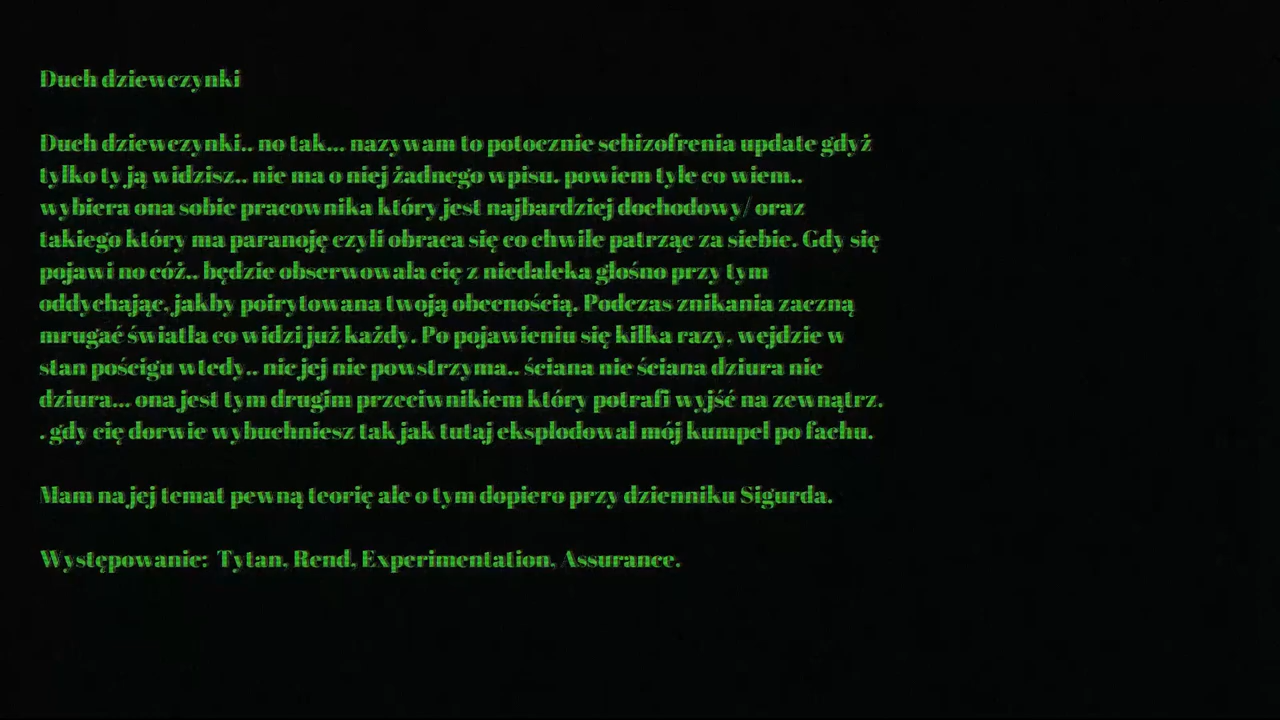 Duch dziewczynki
Duch dziewczynki.. no tak... nazywam to potocznie schizofrenia update gdyż
tylko ty ją widzisz.. nie ma o niej żadnego wpisu. powiem tyle co wiem..
wybiera ona sobie pracownika który jest najbardziej dochodowy/ oraz
takiego który ma paranoję czyli obraca się co chwile patrząc za siebie. Gdy się
pojawi no cóż.. będzie obserwowała cię z niedaleka głośno przy tym
oddychając, jakby poirytowana twoją obecnością. Podczas znikania zaczną
mrugać światła co widzi już każdy. Po pojawieniu się kilka razy, wejdzie w
stan pościgu wtedy.. nic jej nie powstrzyma.. ściana nie ściana dziura nie
dziura... ona jest tym drugim przeciwnikiem który potrafi wyjść na zewnątrz.
. gdy cię dorwie wybuchniesz tak jak tutaj eksplodował mój kumpel po fachu.
Mam na jej temat pewną teorię ale o tym dopiero przy dzienniku Sigurda.
Występowanie: Tytan, Rend, Experimentation, Assurance.